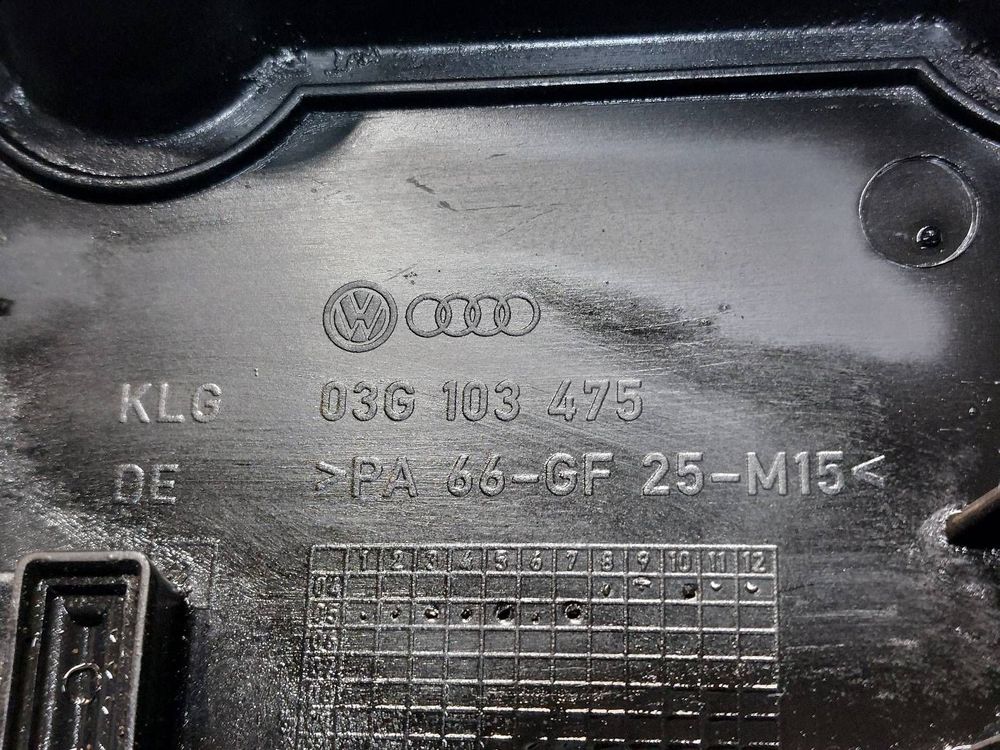 VW
KLG 03G 103 475
DE >PA 66-GF 25-M15<
1 2 3 4 5 6 7 8 9 10 11 12
04
05